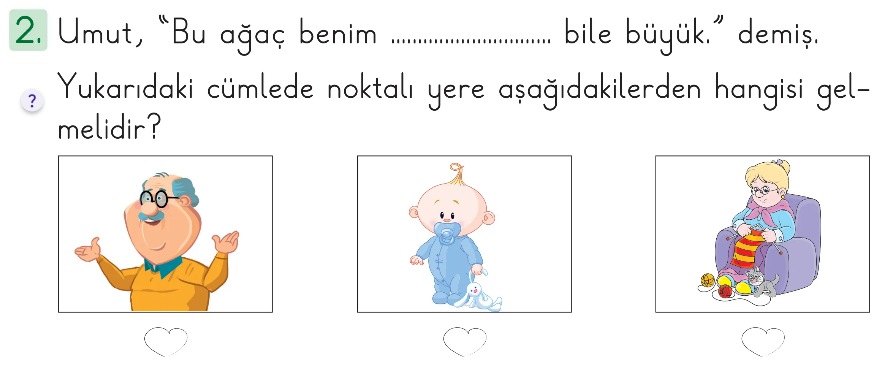 2. Umut, “Bu ağaç benim .............................. bile büyük.” demiş.
? Yukarıdaki cümlede noktalı yere aşağıdakilerden hangisi gel-
melidir?